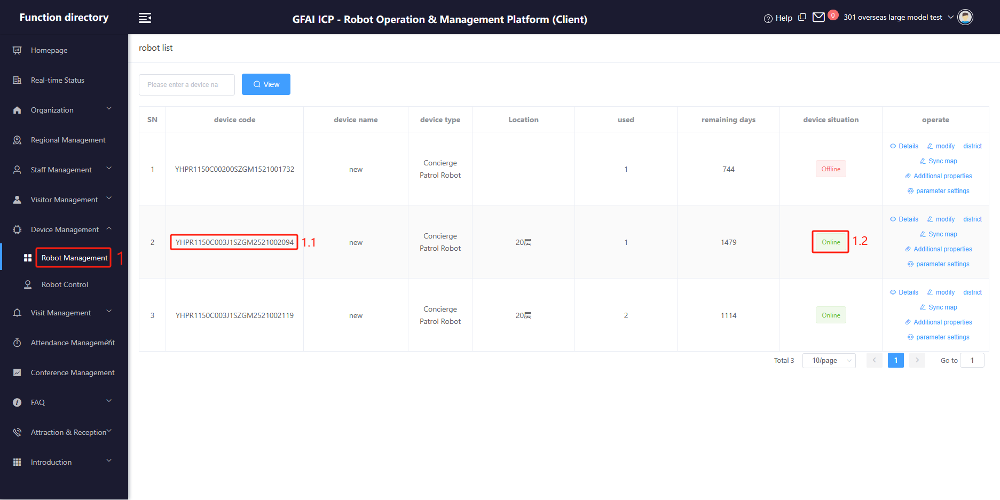 Function directory
GFAI ICP - Robot Operation & Management Platform (Client)
Help
0
301 overseas large model test
Homepage
Real-time Status
Organization
Regional Management
Staff Management
Visitor Management
Device Management
Robot Management
1
Robot Control
Visit Management
Attendance Management
Conference Management
FAQ
Attraction & Reception
Introduction
robot list
Please enter a device na
View
SN device code device name device type Location used remaining days device situation operate
1 YHPR1150C00200SZGM1521001732 new Concierge Patrol Robot 1 744 Offline
Details modify district
Sync map
Additional properties
parameter settings
2 YHPR1150C003J1SZGM2521002094 1.1 new Concierge Patrol Robot 20层 1 1479 Online 1.2
Details modify district
Sync map
Additional properties
parameter settings
3 YHPR1150C003J1SZGM2521002119 new Concierge Patrol Robot 20层 2 1114 Online
Details modify district
Sync map
Additional properties
parameter settings
Total 3 10/page 1 Go to 1